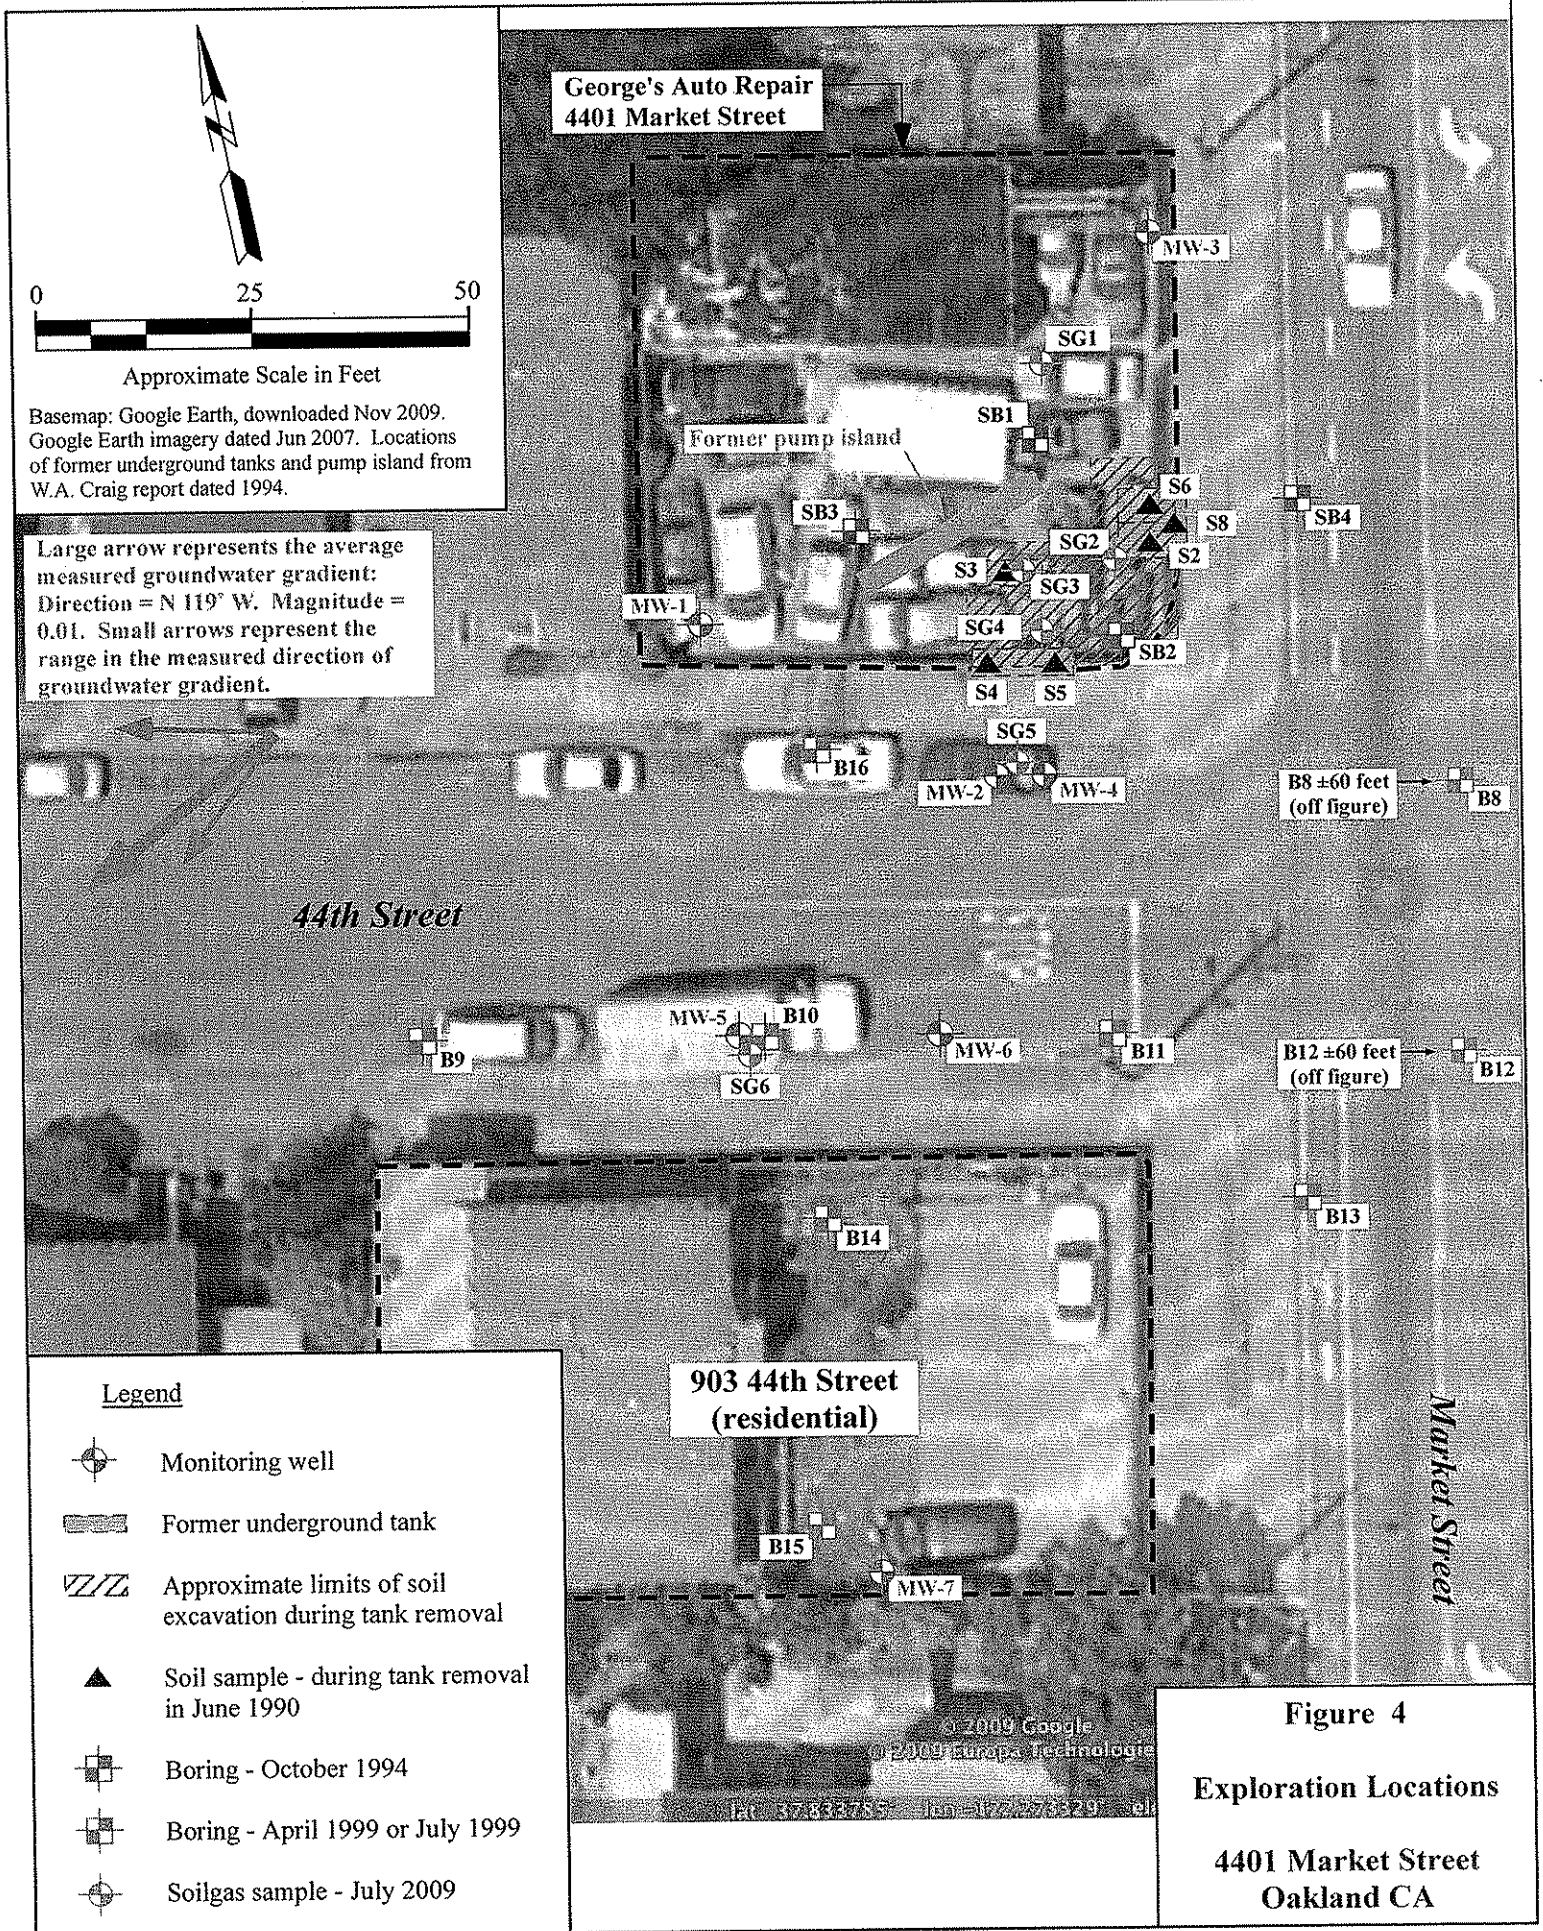 N
0 25 50
Approximate Scale in Feet
Basemap: Google Earth, downloaded Nov 2009.
Google Earth imagery dated Jun 2007. Locations
of former underground tanks and pump island from
W.A. Craig report dated 1994.
Large arrow represents the average
measured groundwater gradient:
Direction = N 119° W. Magnitude =
0.01. Small arrows represent the
range in the measured direction of
groundwater gradient.
George's Auto Repair
4401 Market Street
MW-3
SG1
SB1
Former pump island
S6
SB3
S8
SB4
SG2
S2
S3
SG3
MW-1
SG4
SB2
S4
S5
SG5
B16
MW-2
MW-4
B8 ±60 feet
(off figure)
B8
44th Street
MW-5
B10
B9
MW-6
B11
SG6
B12 ±60 feet
(off figure)
B12
B13
B14
903 44th Street
(residential)
Market Street
B15
MW-7
Legend
Monitoring well
Former underground tank
Approximate limits of soil
excavation during tank removal
Soil sample - during tank removal
in June 1990
Boring - October 1994
Boring - April 1999 or July 1999
Soilgas sample - July 2009
© 2009 Google
© 2009 Europa Technologie
Figure 4
Exploration Locations
4401 Market Street
Oakland CA